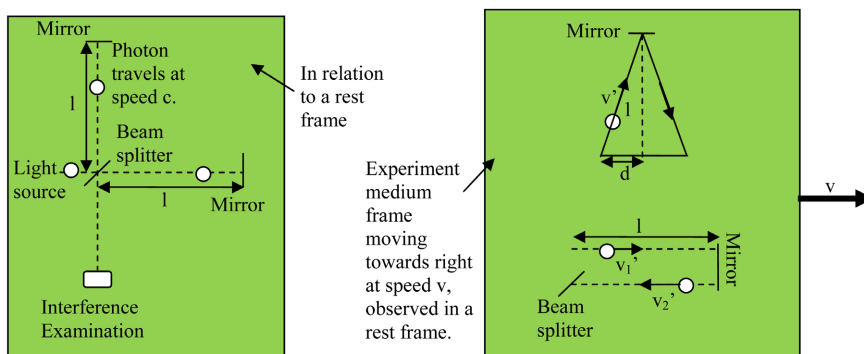 Mirror
Photon
travels at
speed c.
l
Beam
splitter
Light
source
l
Mirror
Interference
Examination
In relation
to a rest
frame
Experiment
medium
frame
moving
towards right
at speed v,
observed in a
rest frame.
Mirror
v'
l
d
v
l
v₁'
Mirror
v₂'
Beam
splitter